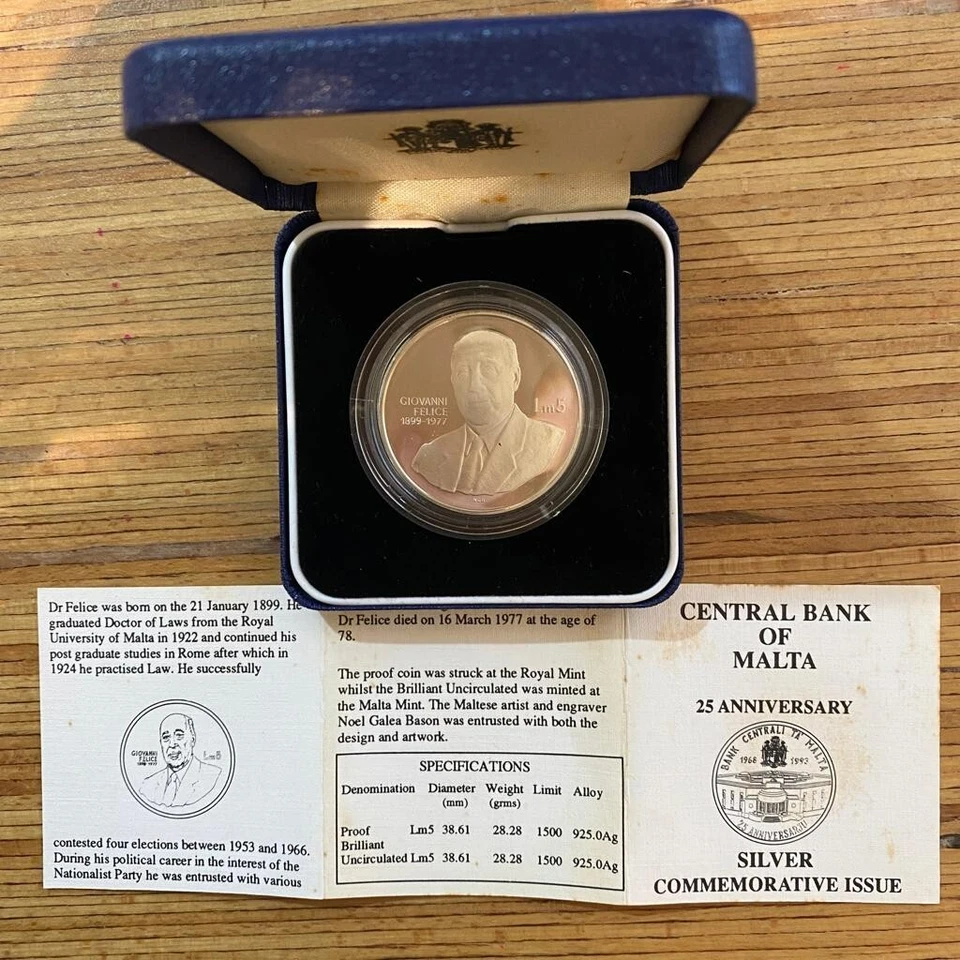 GIOVANNI
FELICE
1899-1977
Lm5
Dr Felice was born on the 21 January 1899. He
graduated Doctor of Laws from the Royal
University of Malta in 1922 and continued his
post graduate studies in Rome after which in
1924 he practised Law. He successfully
GIOVANNI
FELICE
1899-1977
Lm5
contested four elections between 1953 and 1966.
During his political career in the interest of the
Nationalist Party he was entrusted with various
Dr Felice died on 16 March 1977 at the age of
78.
The proof coin was struck at the Royal Mint
whilst the Brilliant Uncirculated was minted at
the Malta Mint. The Maltese artist and engraver
Noel Galea Bason was entrusted with both the
design and artwork.
SPECIFICATIONS
Denomination Diameter Weight Limit Alloy
(mm) (grms)
Proof Lm5 38.61 28.28 1500 925.0Ag
Brilliant
Uncirculated Lm5 38.61 28.28 1500 925.0Ag
CENTRAL BANK
OF
MALTA
25 ANNIVERSARY
BANK ĊENTRALI TA' MALTA
1968 1993
25 ANNIVERSARJU
SILVER
COMMEMORATIVE ISSUE